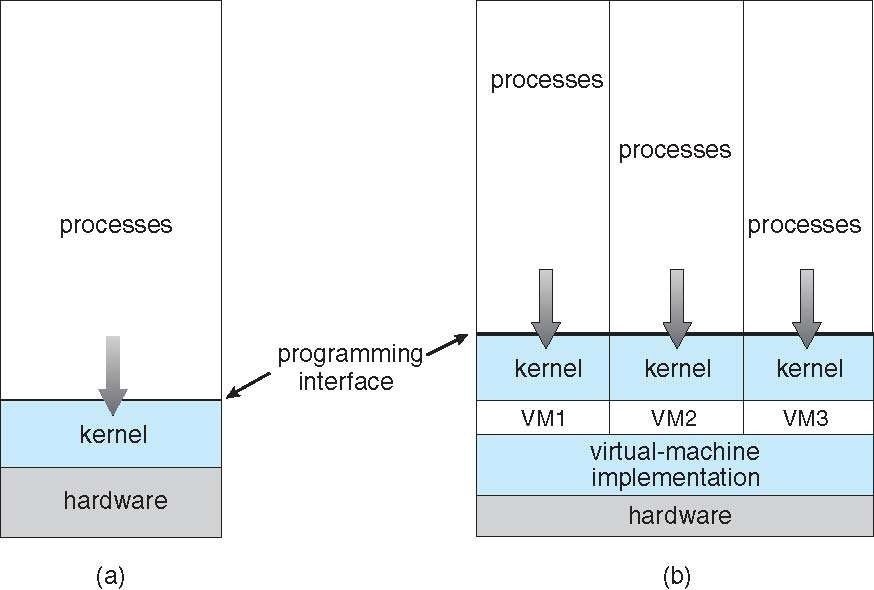 processes
programming
interface
kernel
hardware
(a)
processes
processes
processes
kernel
kernel
kernel
VM1
VM2
VM3
virtual-machine
implementation
hardware
(b)